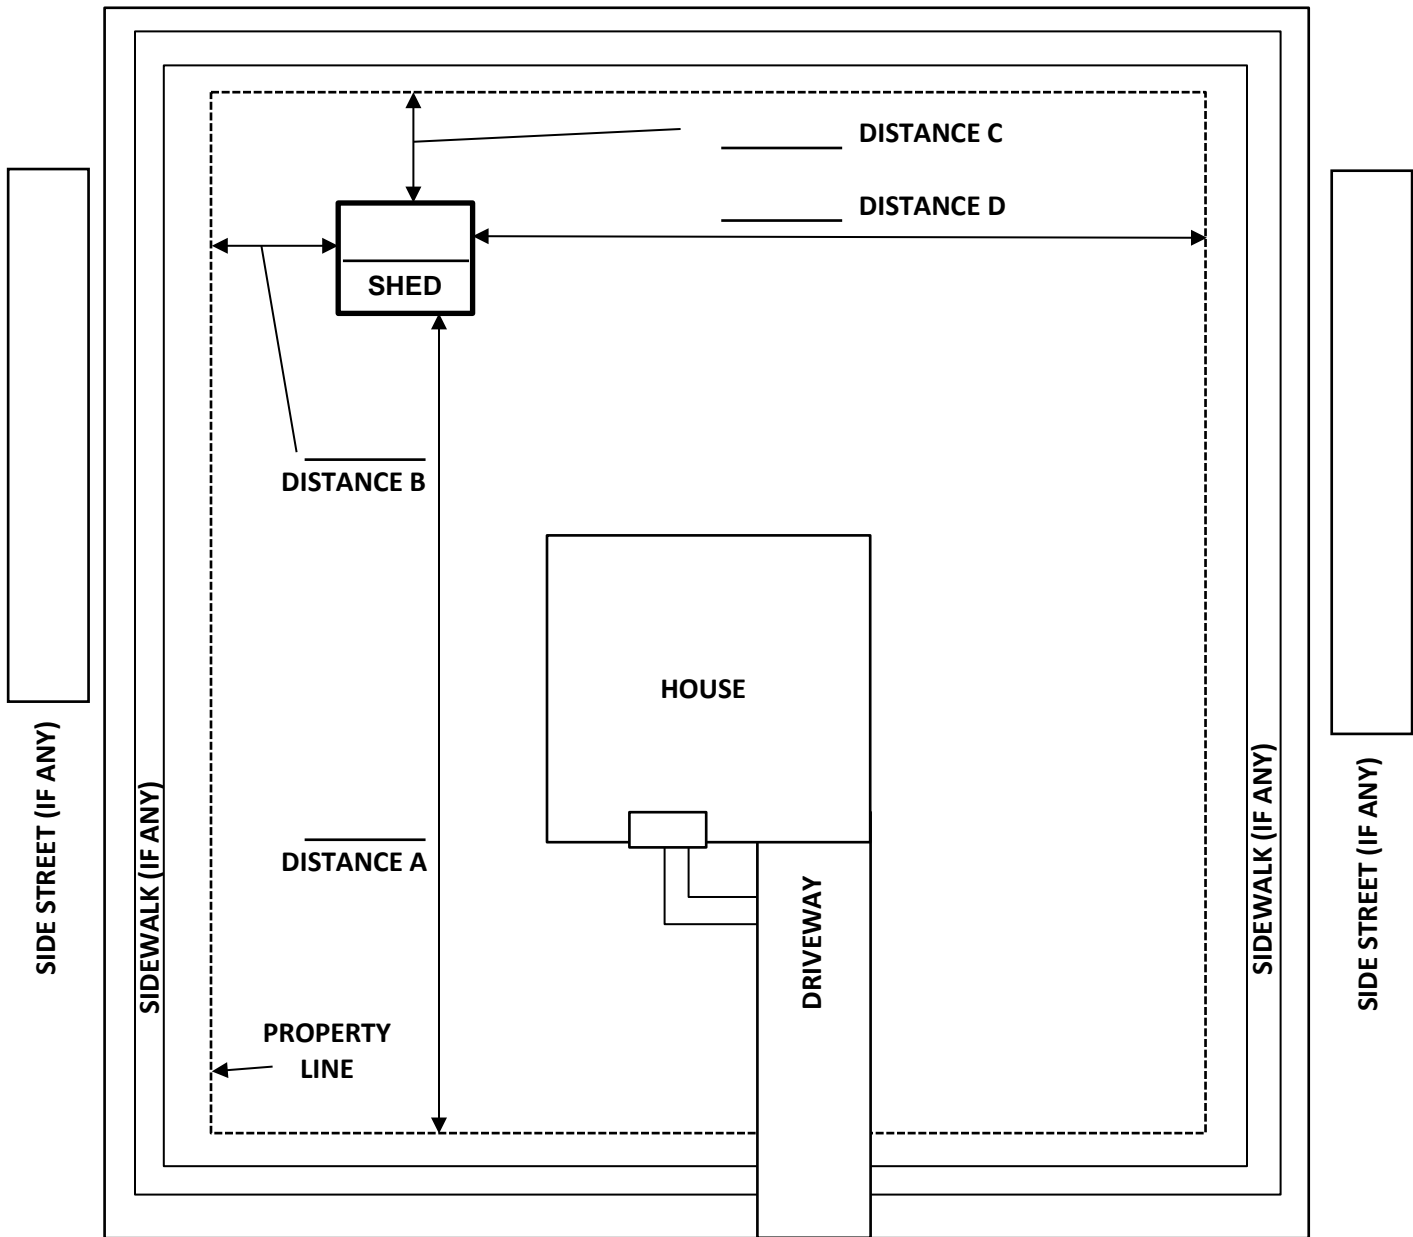 DISTANCE C
DISTANCE D
SHED
DISTANCE B
HOUSE
SIDE STREET (IF ANY)
SIDEWALK (IF ANY)
DISTANCE A
DRIVEWAY
SIDEWALK (IF ANY)
SIDE STREET (IF ANY)
PROPERTY
LINE